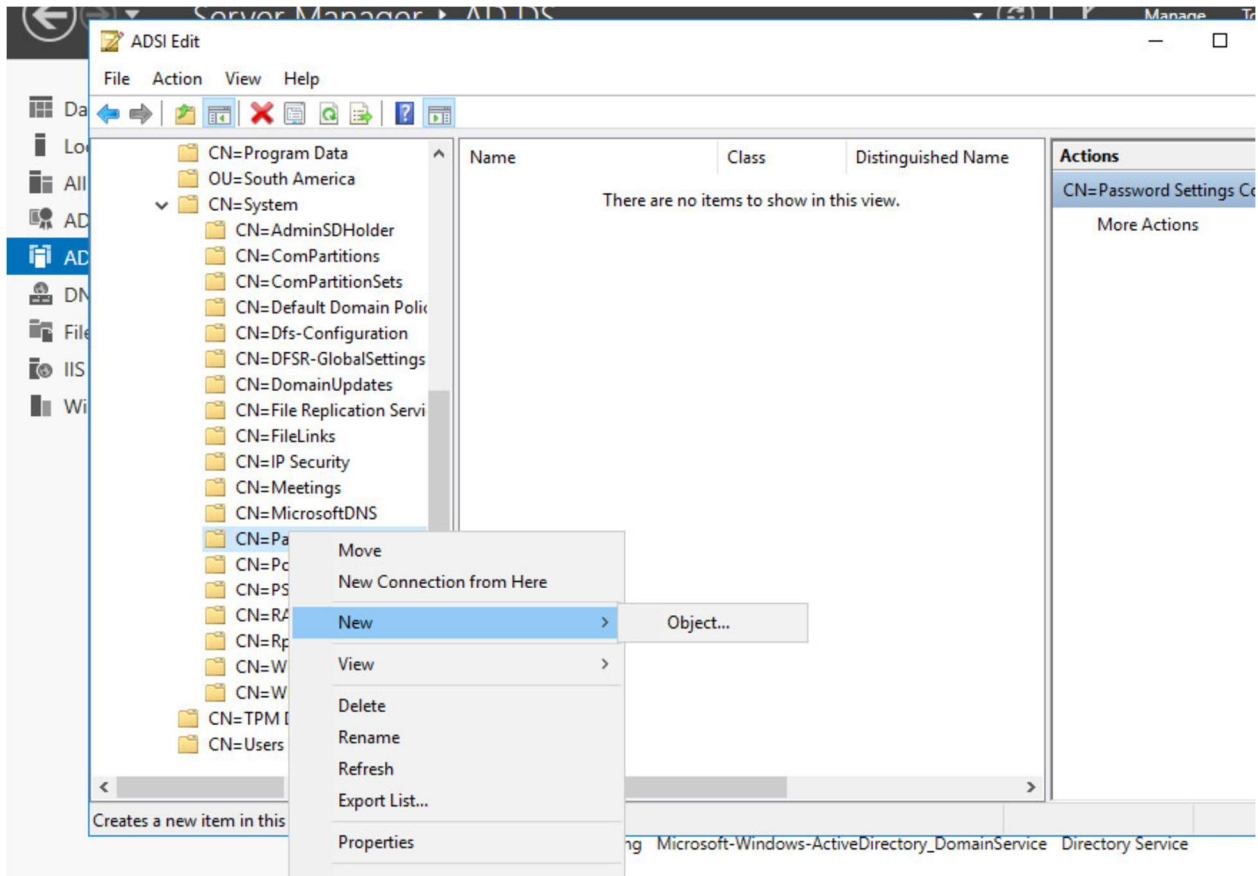 Server Manager ▸ AD DS
Manage
ADSI Edit
File Action View Help
Da
Loc
All
AD
AD
DN
File
IIS
Wi
CN=Program Data
OU=South America
CN=System
CN=AdminSDHolder
CN=ComPartitions
CN=ComPartitionSets
CN=Default Domain Polic
CN=Dfs-Configuration
CN=DFSR-GlobalSettings
CN=DomainUpdates
CN=File Replication Servi
CN=FileLinks
CN=IP Security
CN=Meetings
CN=MicrosoftDNS
CN=Pa
CN=Po
CN=PS
CN=RA
CN=Rp
CN=W
CN=W
CN=TPM D
CN=Users
Name Class Distinguished Name
There are no items to show in this view.
Actions
CN=Password Settings Co
More Actions
Move
New Connection from Here
New
Object...
View
Delete
Rename
Refresh
Export List...
Properties
Creates a new item in this
ng Microsoft-Windows-ActiveDirectory_DomainService Directory Service